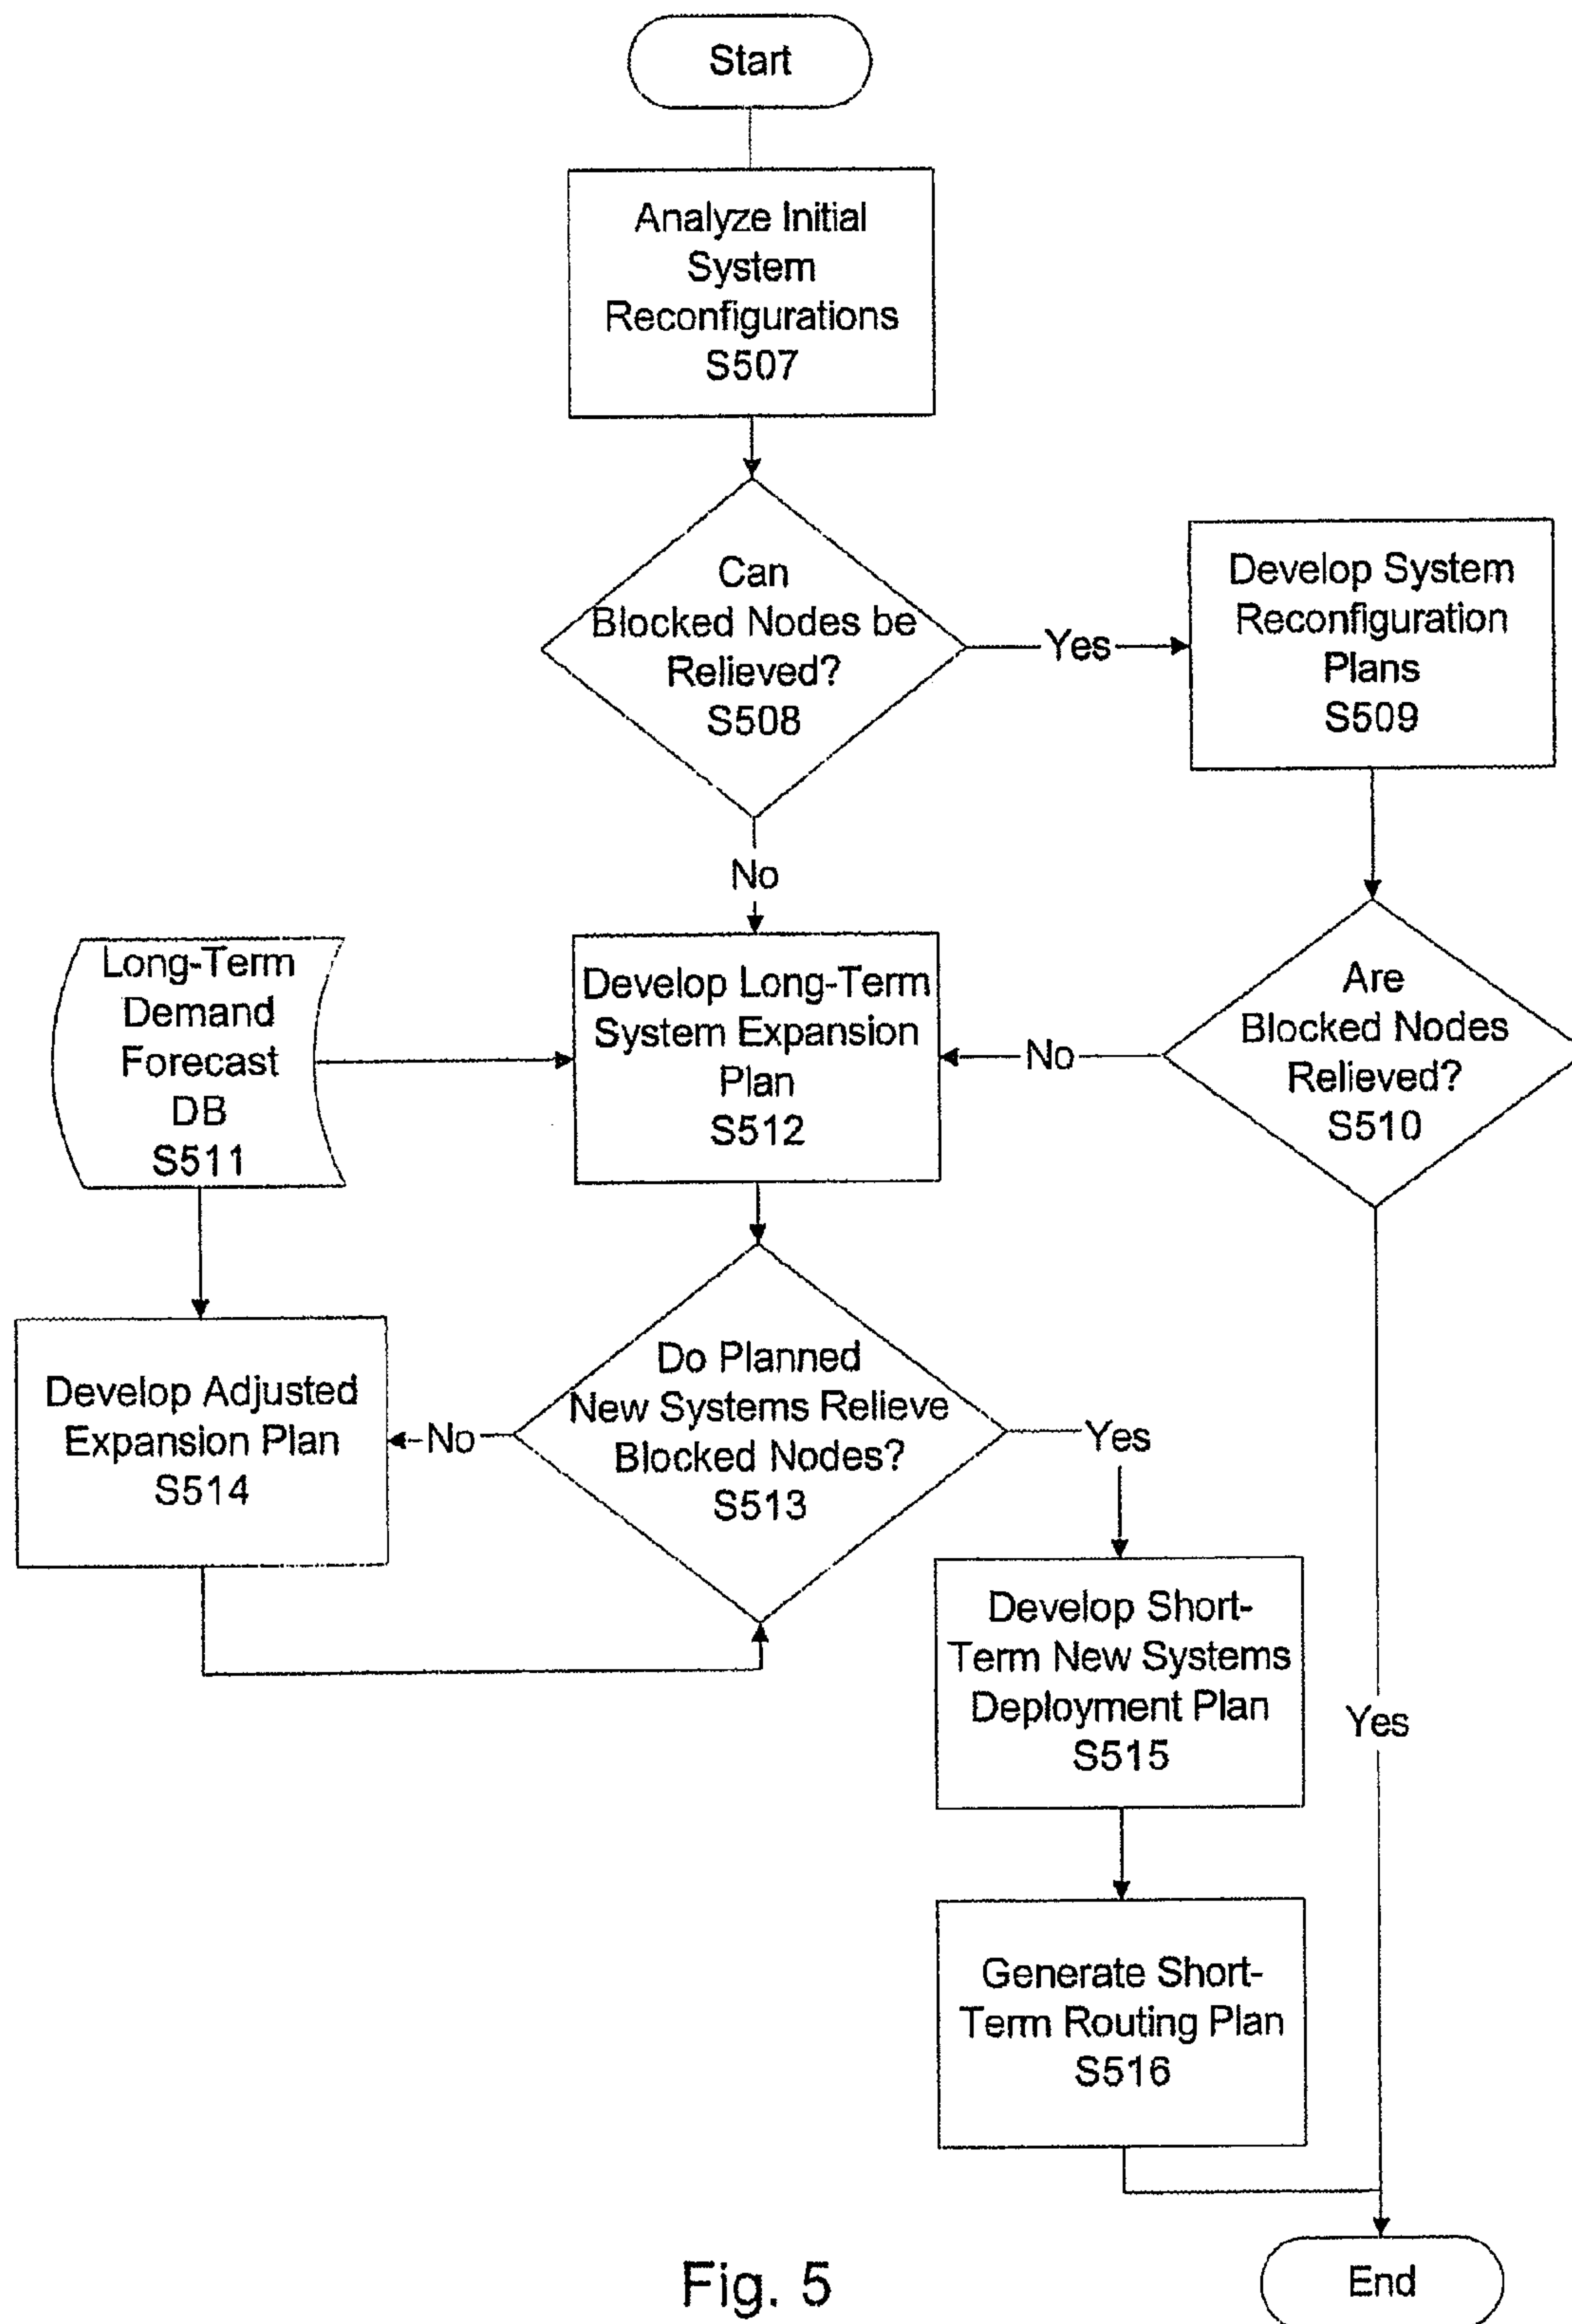 Start
Analyze Initial
System
Reconfigurations
S507
Can
Blocked Nodes be
Relieved?
S508
Yes
Develop System
Reconfiguration
Plans
S509
No
Long-Term
Demand
Forecast
DB
S511
Develop Long-Term
System Expansion
Plan
S512
No
Are
Blocked Nodes
Relieved?
S510
Develop Adjusted
Expansion Plan
S514
No
Do Planned
New Systems Relieve
Blocked Nodes?
S513
Yes
Develop Short-
Term New Systems
Deployment Plan
S515
Yes
Generate Short-
Term Routing Plan
S516
End
Fig. 5